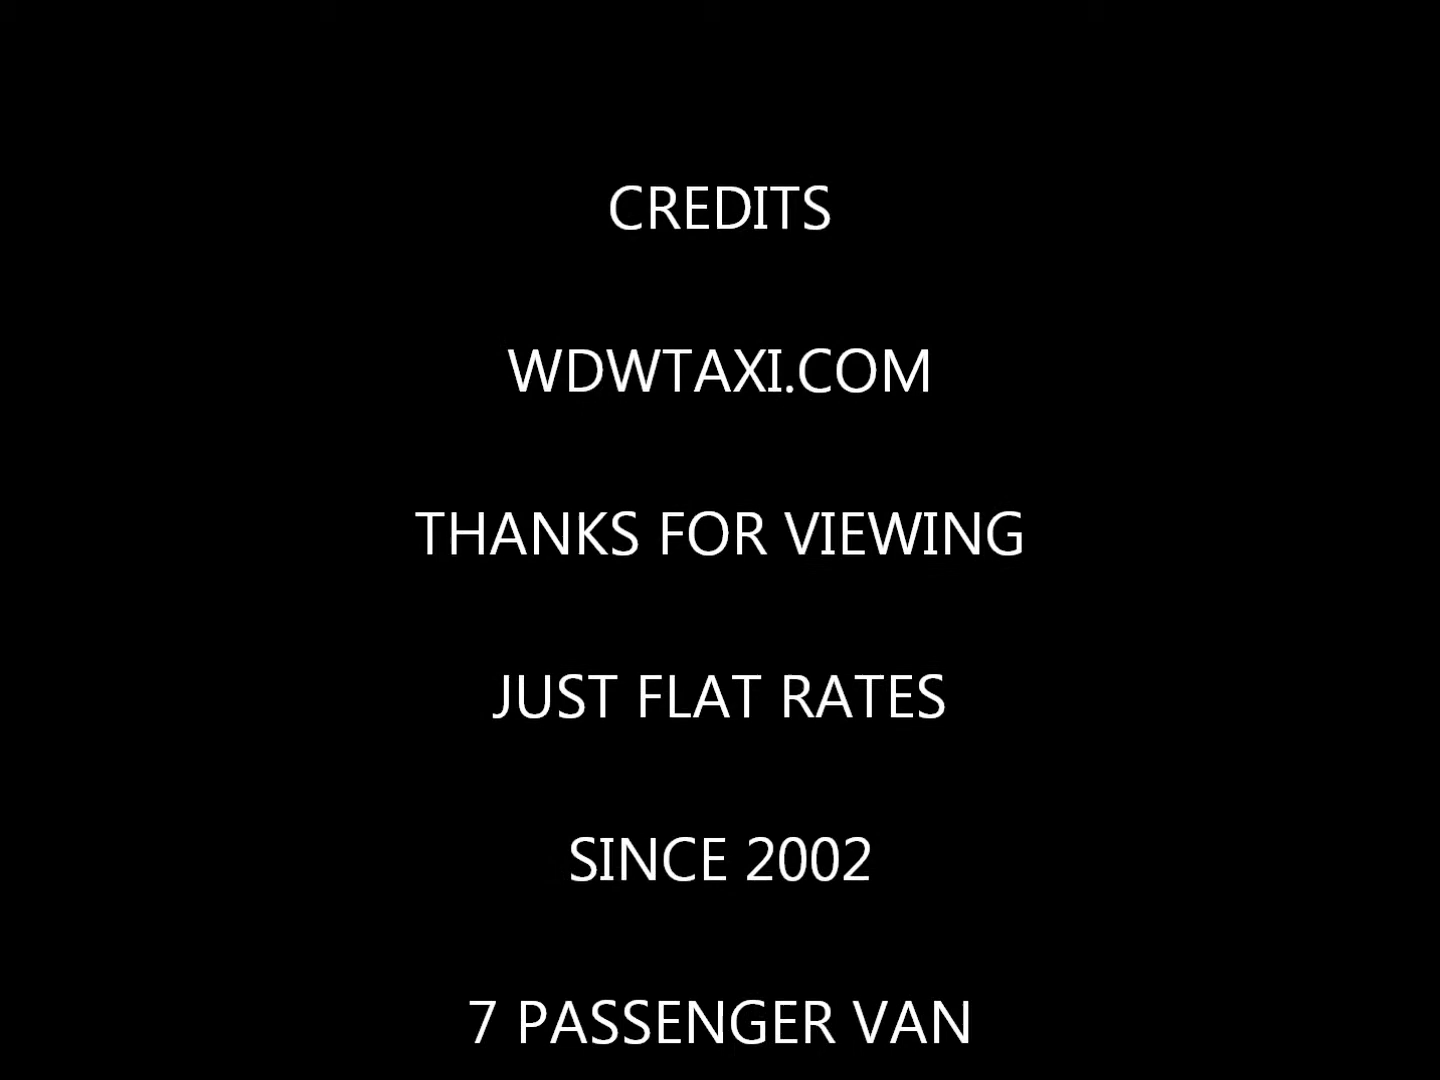 CREDITS
WDWTAXI.COM
THANKS FOR VIEWING
JUST FLAT RATES
SINCE 2002
7 PASSENGER VAN